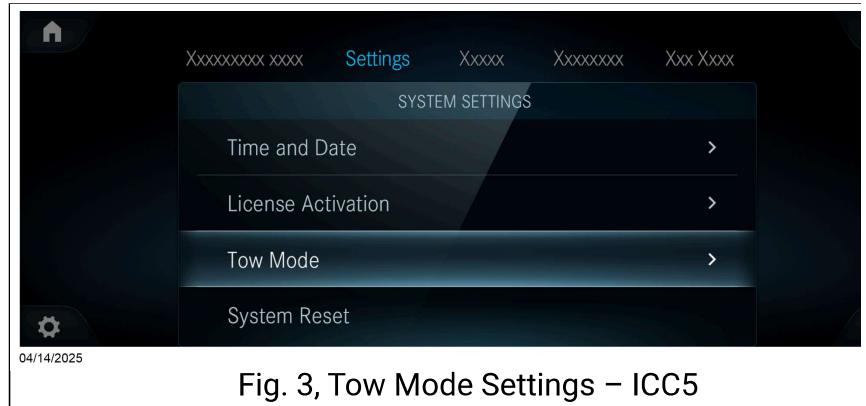 Xxxxxxxxx xxxx Settings Xxxxx Xxxxxxxx Xxx Xxxx
SYSTEM SETTINGS
Time and Date
License Activation
Tow Mode
System Reset
04/14/2025
Fig. 3, Tow Mode Settings – ICC5